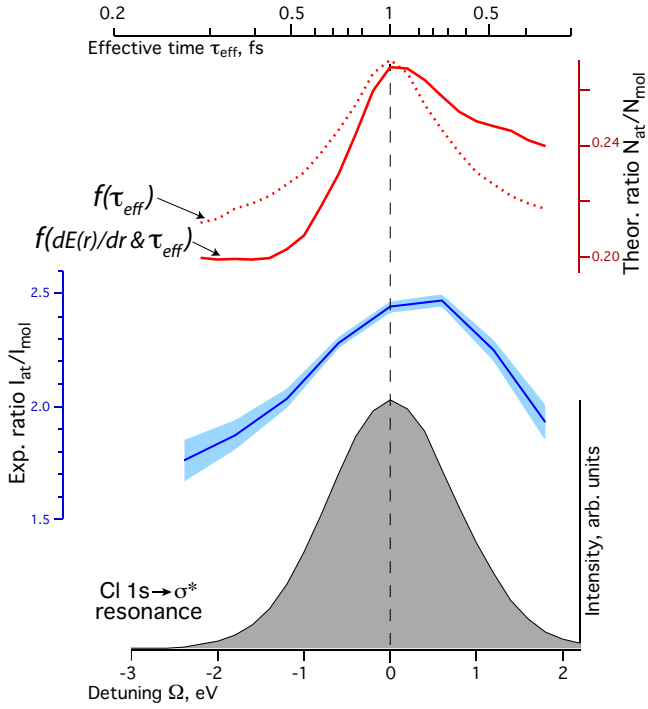 0.2 0.5 1 0.5
Effective time τeff, fs
f(τeff)
f(dE(r)/dr & τeff)
0.24
0.20
Theor. ratio Nat/Nmol
2.5
2.0
1.5
Exp. ratio Iat/Imol
Intensity, arb. units
Cl 1s→σ*
resonance
-3 -2 -1 0 1 2
Detuning Ω, eV